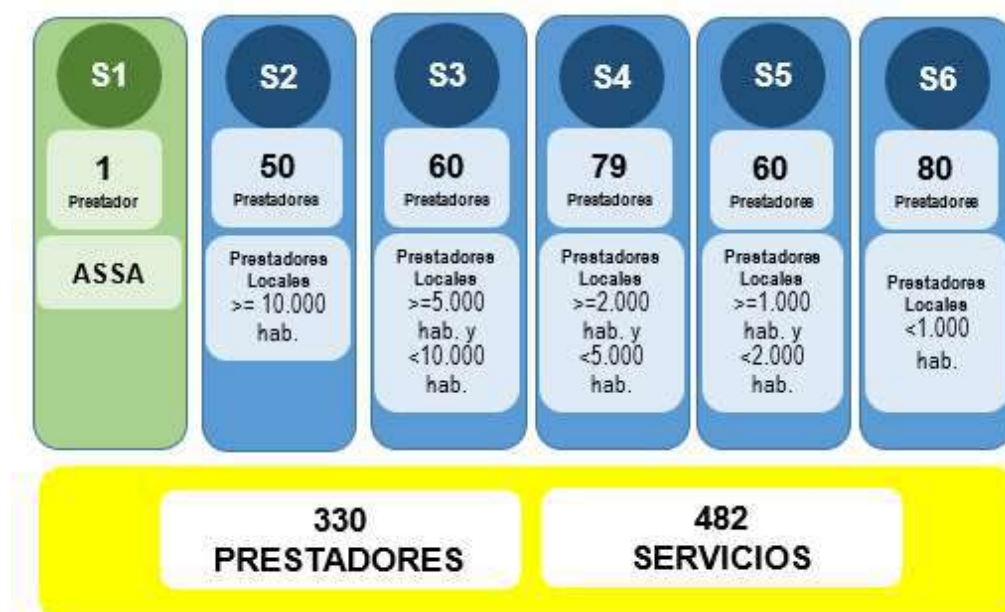 S1
1
Prestador
ASSA
S2
50
Prestadores
Prestadores
Locales
>= 10.000
hab.
S3
60
Prestadores
Prestadores
Locales
>=5.000
hab. y
<10.000
hab.
S4
79
Prestadores
Prestadores
Locales
>=2.000
hab. y
<5.000
hab.
S5
60
Prestadores
Prestadores
Locales
>=1.000
hab. y
<2.000
hab.
S6
80
Prestadores
Prestadores
Locales
<1.000
hab.
330
PRESTADORES
482
SERVICIOS